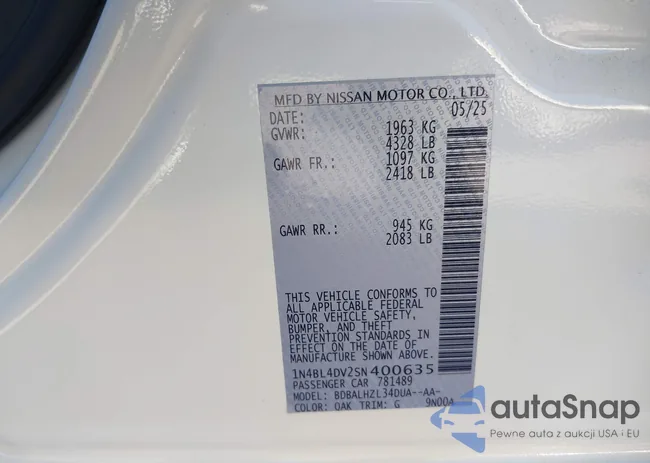 MFD BY NISSAN MOTOR CO., LTD.
DATE: 05/25
GVWR: 1963 KG
4328 LB
GAWR FR.: 1097 KG
2418 LB
GAWR RR.: 945 KG
2083 LB
THIS VEHICLE CONFORMS TO
ALL APPLICABLE FEDERAL
MOTOR VEHICLE SAFETY,
BUMPER, AND THEFT
PREVENTION STANDARDS IN
EFFECT ON THE DATE OF
MANUFACTURE SHOWN ABOVE.
1N4BL4DV2SN400635
PASSENGER CAR 781489
MODEL: BDBALHZL34DUA--AA-
COLOR: QAK TRIM: G 9N00A
autaSnap
Pewne auta z aukcji USA i EU